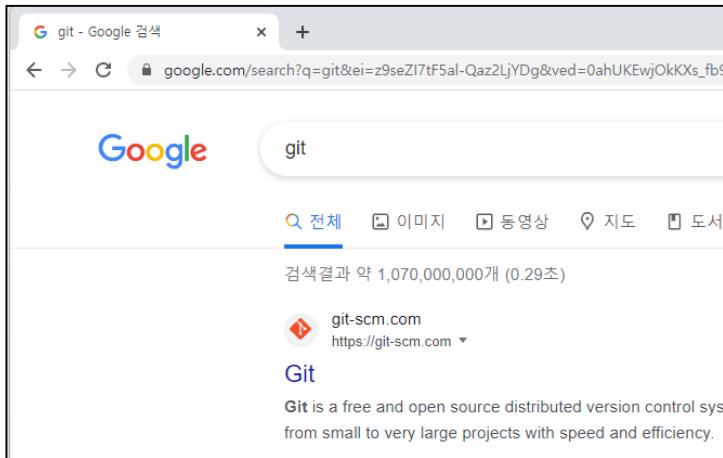 git - Google 검색
google.com/search?q=git&ei=z9seZI7tF5al-Qaz2LjYDg&ved=0ahUKEwjOkKXs_fb9
Google
git
전체 이미지 동영상 지도 도서
검색결과 약 1,070,000,000개 (0.29초)
git-scm.com
https://git-scm.com
Git
Git is a free and open source distributed version control sys
from small to very large projects with speed and efficiency.